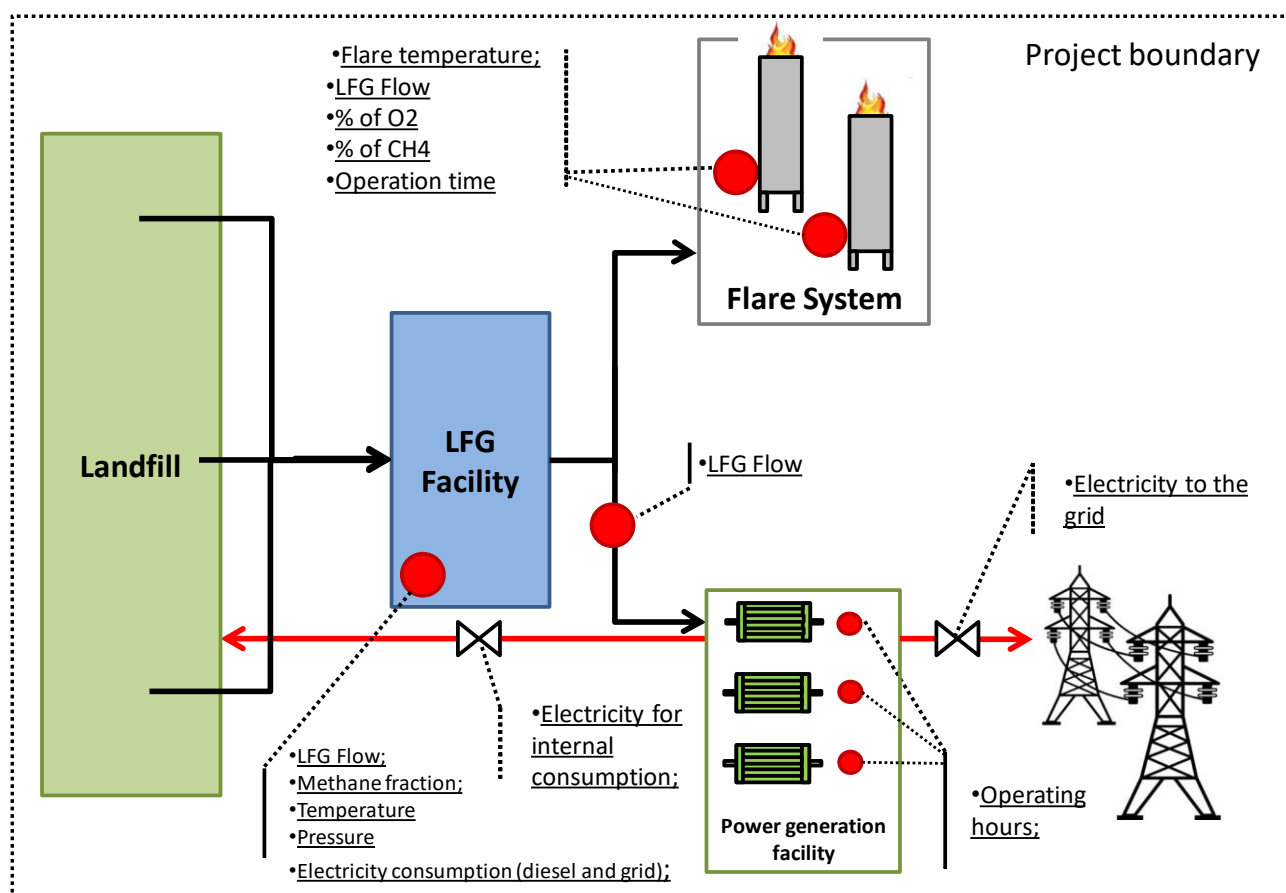 Project boundary
•Flare temperature;
•LFG Flow
•% of O2
•% of CH4
•Operation time
Flare System
Landfill
LFG
Facility
•LFG Flow
•Electricity to the
grid
•Electricity for
internal
consumption;
•LFG Flow;
•Methane fraction;
•Temperature
•Pressure
•Electricity consumption (diesel and grid);
Power generation
facility
•Operating
hours;